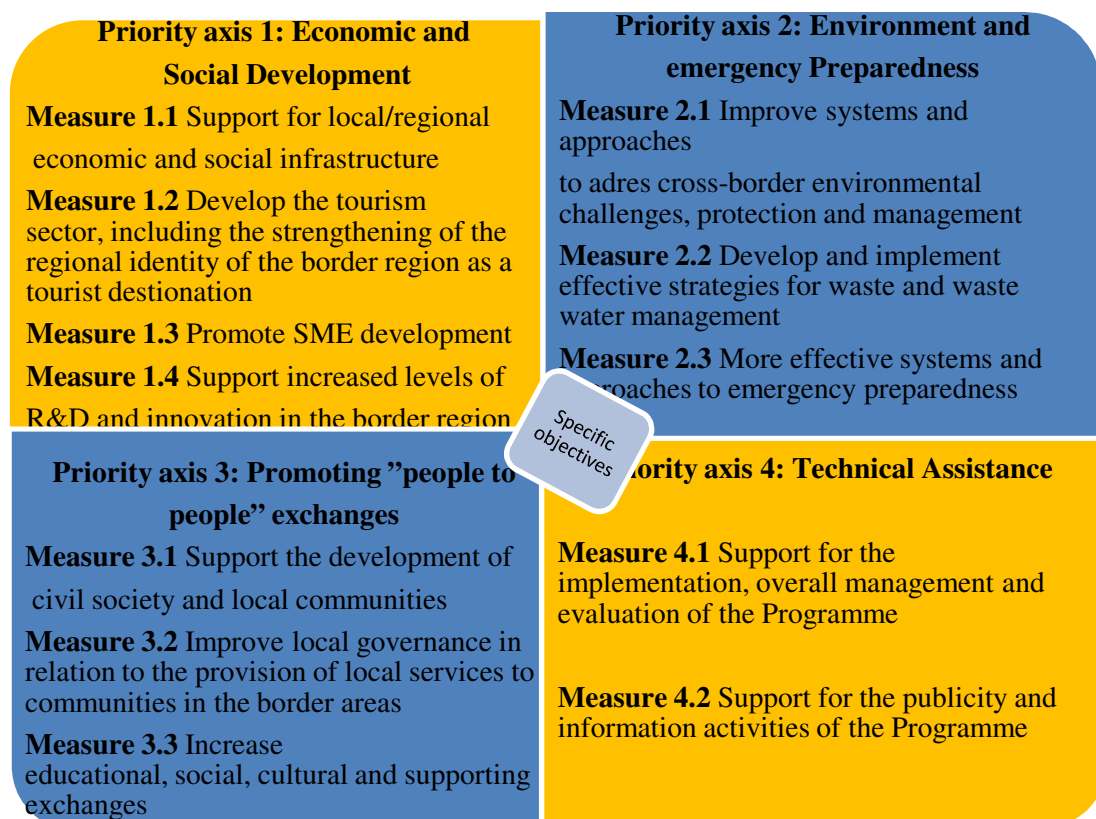 Priority axis 1: Economic and
Social Development
Measure 1.1 Support for local/regional
economic and social infrastructure
Measure 1.2 Develop the tourism
sector, including the strengthening of the
regional identity of the border region as a
tourist destionation
Measure 1.3 Promote SME development
Measure 1.4 Support increased levels of
R&D and innovation in the border region
Priority axis 2: Environment and
emergency Preparedness
Measure 2.1 Improve systems and
approaches
to adres cross-border environmental
challenges, protection and management
Measure 2.2 Develop and implement
effective strategies for waste and waste
water management
Measure 2.3 More effective systems and
roaches to emergency preparedness
Specific
objectives
Priority axis 3: Promoting ”people to
people” exchanges
Measure 3.1 Support the development of
civil society and local communities
Measure 3.2 Improve local governance in
relation to the provision of local services to
communities in the border areas
Measure 3.3 Increase
educational, social, cultural and supporting
exchanges
ority axis 4: Technical Assistance
Measure 4.1 Support for the
implementation, overall management and
evaluation of the Programme
Measure 4.2 Support for the publicity and
information activities of the Programme